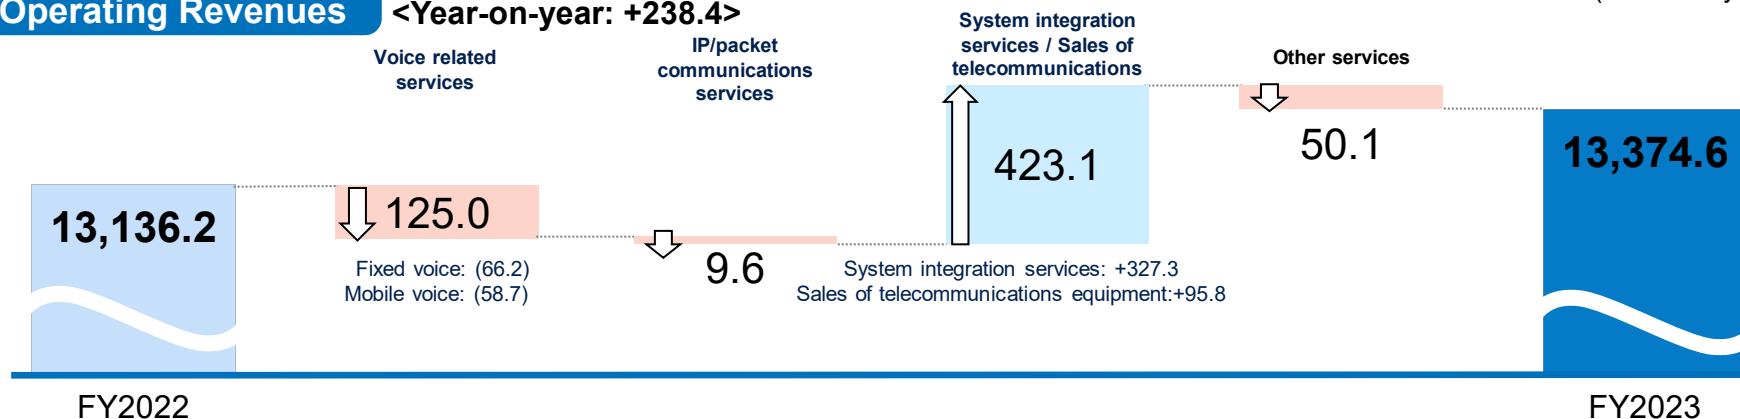 Operating Revenues
<Year-on-year: +238.4>
Voice related
services
IP/packet
communications
services
System integration
services / Sales of
telecommunications
Other services
13,136.2
125.0
9.6
423.1
50.1
13,374.6
Fixed voice: (66.2)
Mobile voice: (58.7)
System integration services: +327.3
Sales of telecommunications equipment:+95.8
FY2022
FY2023